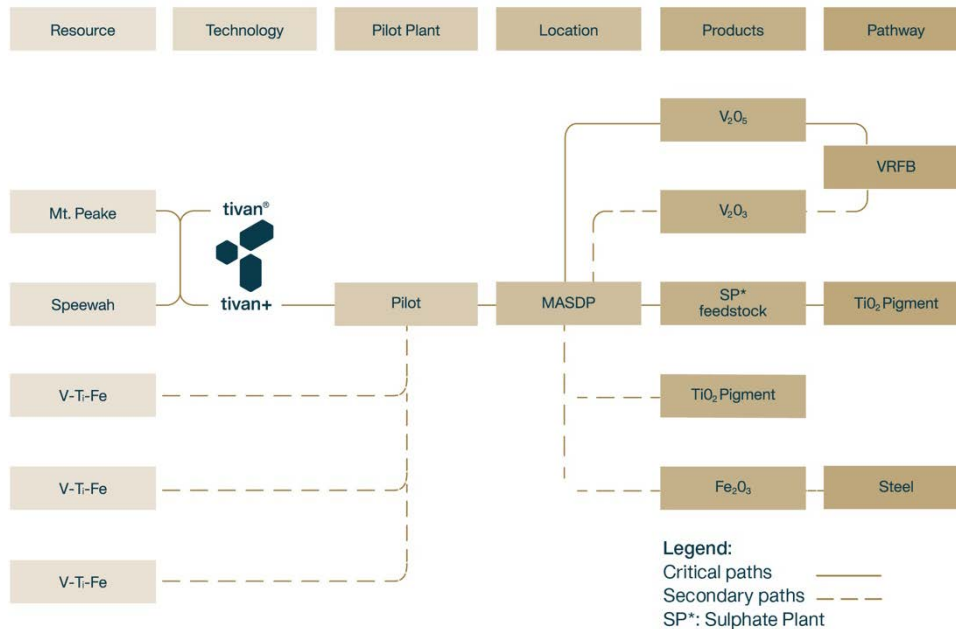 Resource
Technology
Pilot Plant
Location
Products
Pathway
V₂O₅
VRFB
Mt. Peake
tivan®
V₂O₃
Speewah
tivan+
Pilot
MASDP
SP*
feedstock
TiO₂ Pigment
V-Ti-Fe
TiO₂ Pigment
V-Ti-Fe
Fe₂O₃
Steel
V-Ti-Fe
Legend:
Critical paths
Secondary paths
SP*: Sulphate Plant